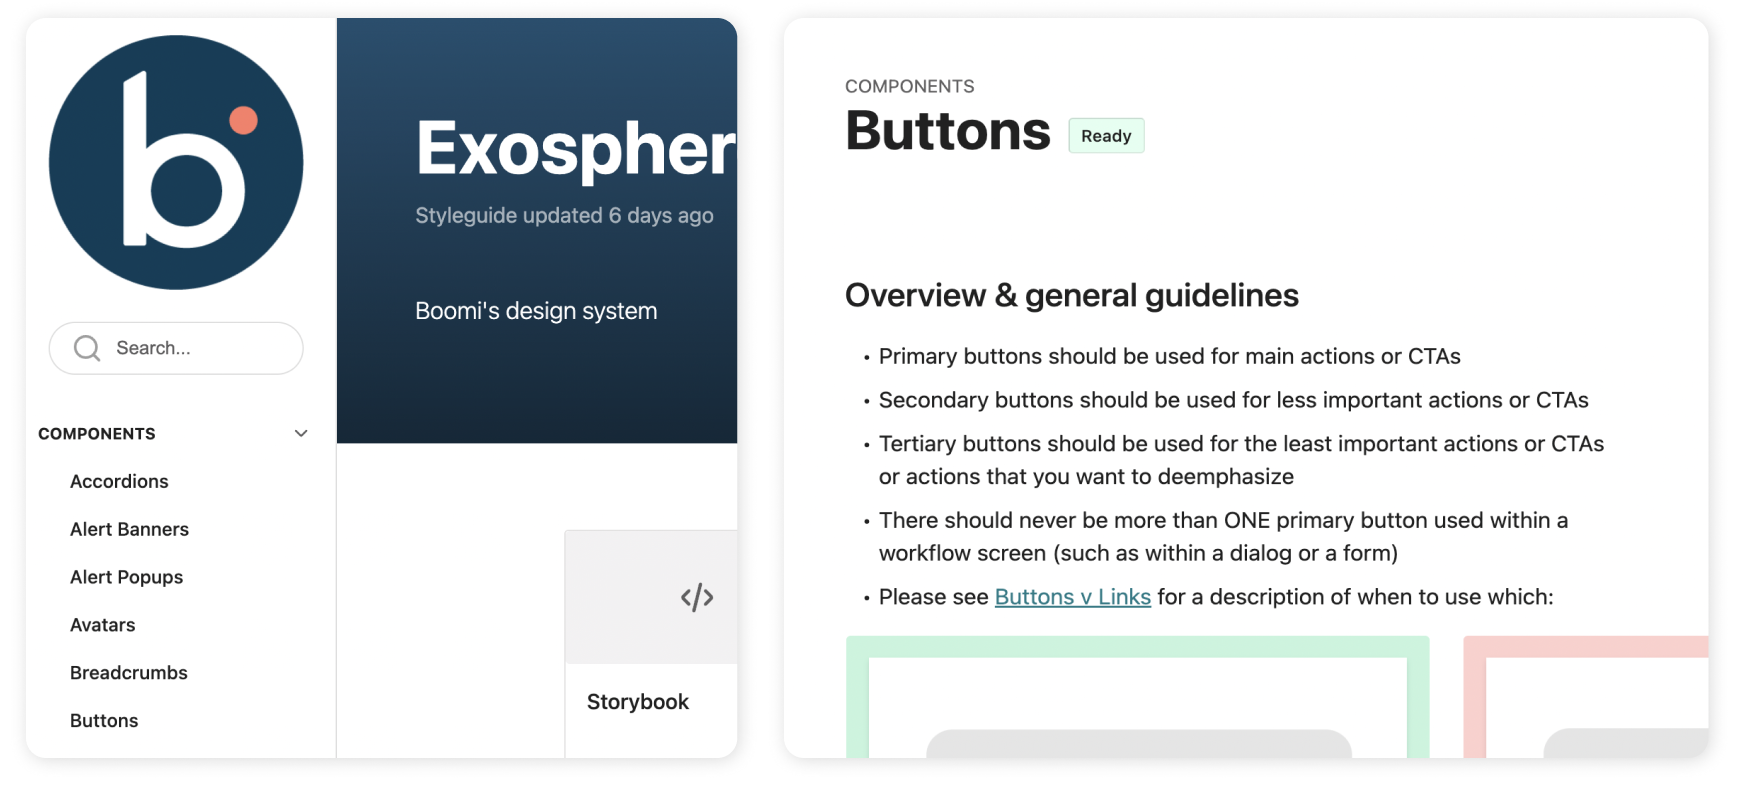 b
Search...
COMPONENTS
Accordions
Alert Banners
Alert Popups
Avatars
Breadcrumbs
Buttons
Exospher
Styleguide updated 6 days ago
Boomi's design system
</>
Storybook
COMPONENTS
Buttons Ready
Overview & general guidelines
• Primary buttons should be used for main actions or CTAs
• Secondary buttons should be used for less important actions or CTAs
• Tertiary buttons should be used for the least important actions or CTAs
or actions that you want to deemphasize
• There should never be more than ONE primary button used within a
workflow screen (such as within a dialog or a form)
• Please see Buttons v Links for a description of when to use which: